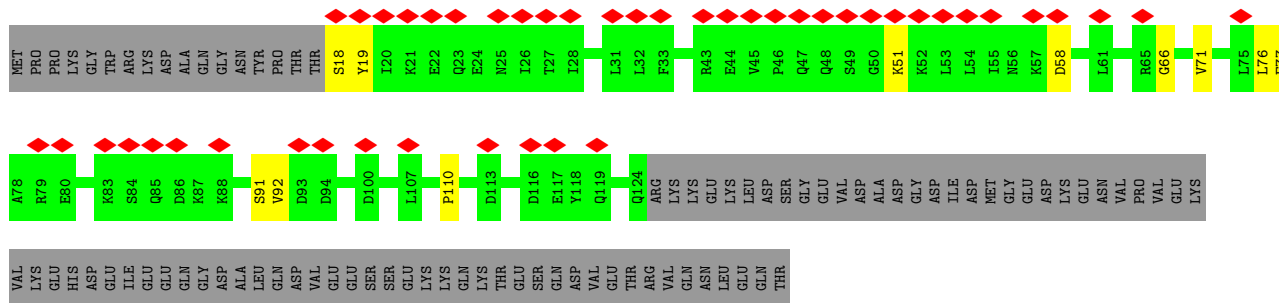 MET PRO PRO LYS GLY TRP ARG LYS ASP ALA GLN GLY ASN TYR PRO THR THR S18 Y19 I20 K21 E22 Q23 E24 N25 I26 T27 I28 L31 L32 F33 R43 E44 V45 P46 Q47 Q48 S49 G50 K51 K52 L53 L54 I55 N56 K57 D58 L61 R65 G66 V71 L75 L76
A78 R79 E80 K83 S84 Q85 D86 K87 K88 S91 V92 D93 D94 D100 L107 P110 D113 D116 E117 Y118 Q119 Q124 ARG LYS LYS GLU LYS LEU ASP SER GLY GLU VAL ASP ALA ASP GLY ASP ILE ASP MET GLY GLU ASP LYS GLU ASN VAL PRO VAL GLU LYS
VAL LYS GLU HIS ASP GLU ILE GLU GLU GLN GLY ASP ALA LEU GLN ASP VAL GLU GLU SER SER GLU LYS LYS GLN LYS THR GLU SER GLN ASP VAL GLU THR ARG VAL GLN ASN LEU GLU GLN THR